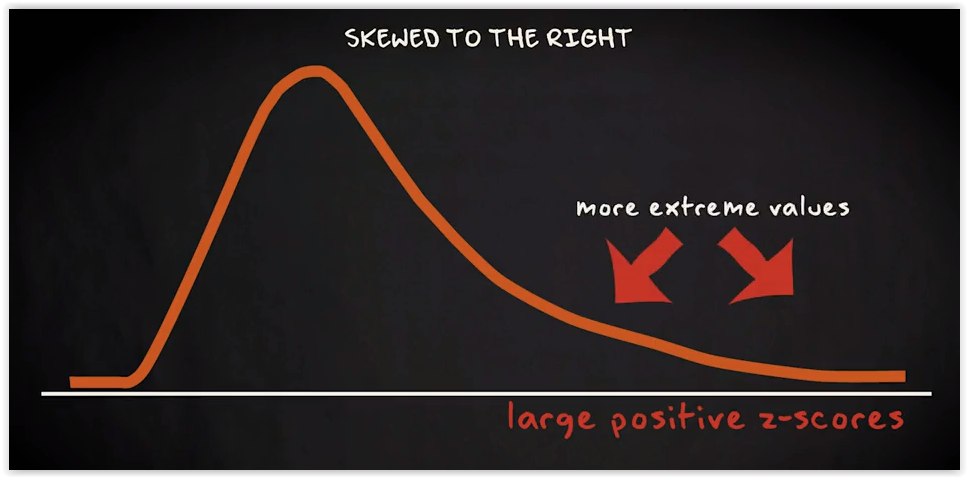 SKEWED TO THE RIGHT
more extreme values
large positive z-scores